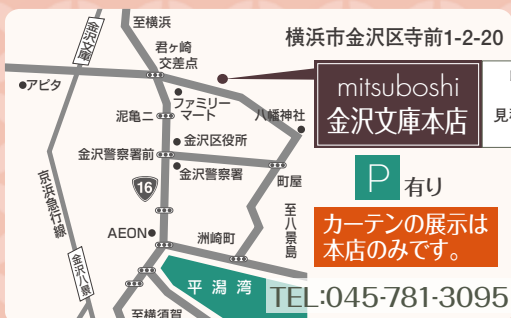 至横浜
横浜市金沢区寺前1-2-20
金沢文庫
君ヶ崎
交差点
アピタ
mitsuboshi
金沢文庫本店
ファミリー
マート
八幡神社
泥亀二
金沢区役所
金沢警察署前
金沢警察署
町屋
P 有り
16
京浜急行線
至八景島
カーテンの展示は
本店のみです。
AEON
洲崎町
金沢八景
平潟湾
TEL:045-781-3095
至横須賀